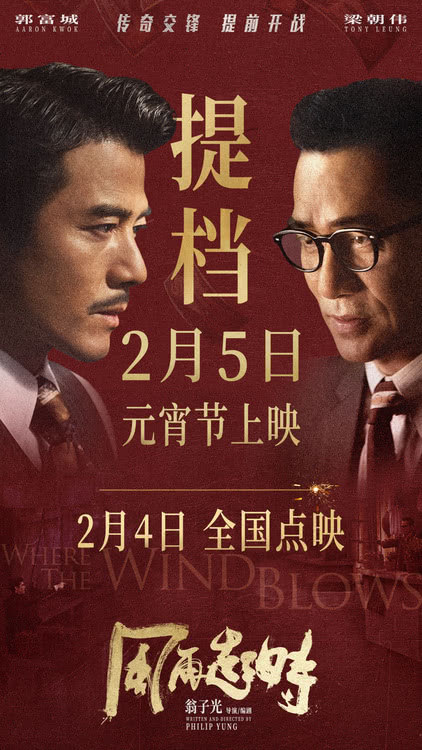 郭富城 传奇交锋 提前开战 梁朝伟
AARON KWOK TONY LEUNG
提
档
2月5日
元宵节上映
2月4日 全国点映
WHERE
THE WIND
BLOWS
风再起时
翁子光 导演/编剧
WRITTEN AND DIRECTED BY
PHILIP YUNG